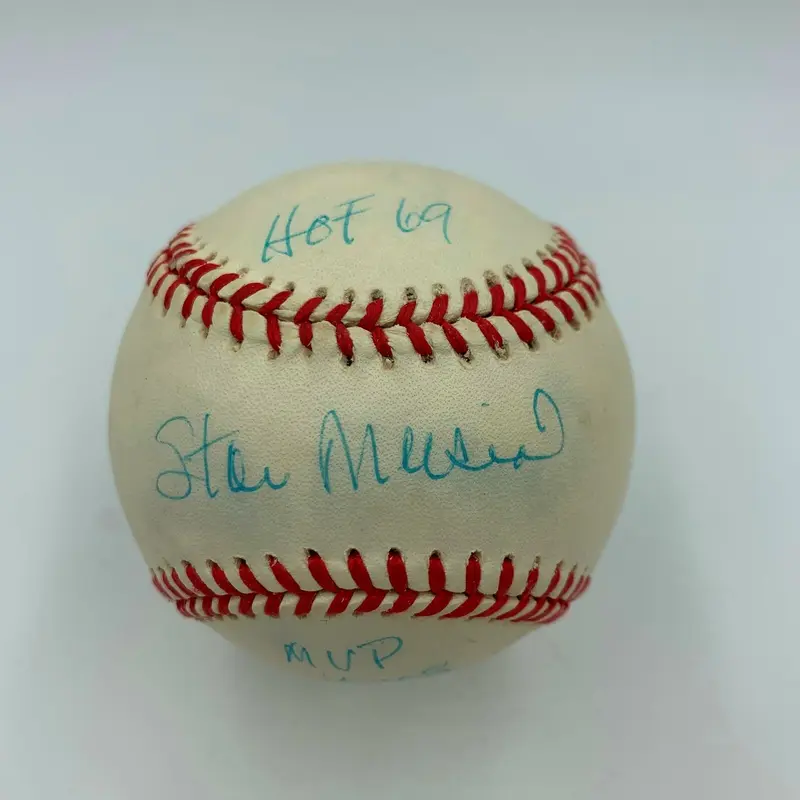 HOF 69
Stan Musial
MVP